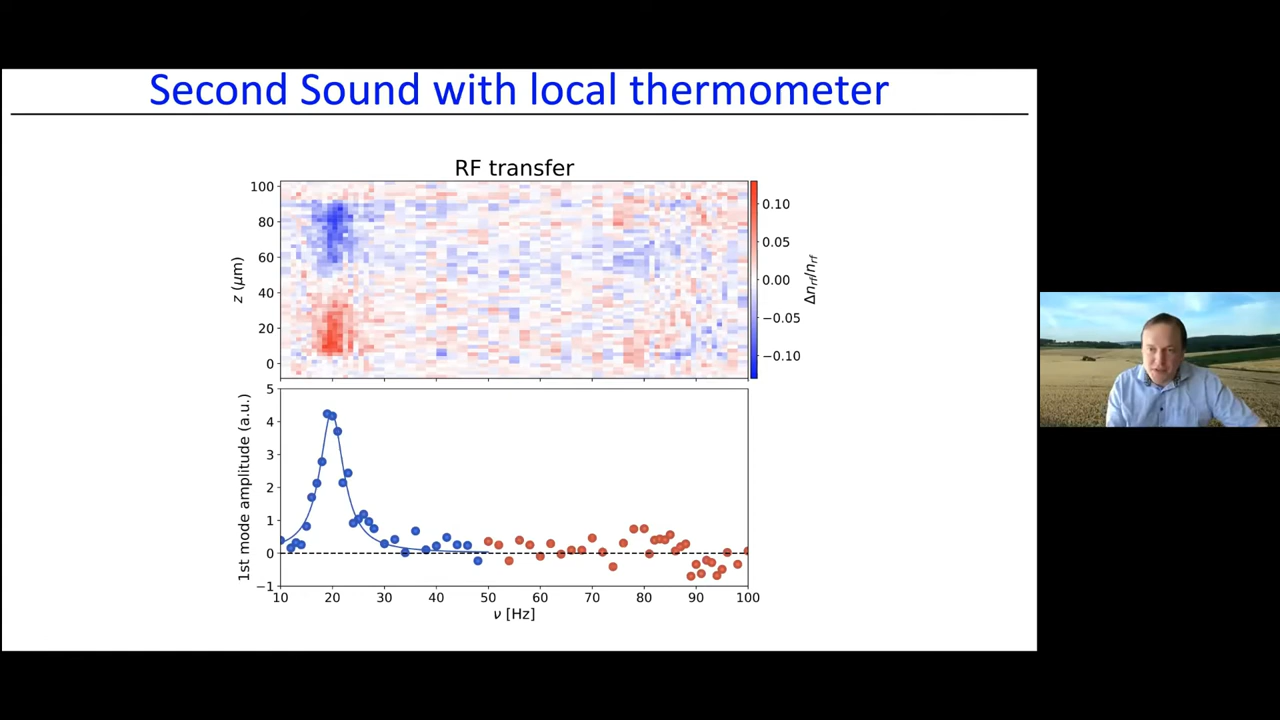 Second Sound with local thermometer
RF transfer
100
80
60
40
20
0
z (μm)
0.10
0.05
0.00
−0.05
−0.10
Δn_rf/n_rf
5
4
3
2
1
0
−1
1st mode amplitude (a.u.)
10 20 30 40 50 60 70 80 90 100
ν [Hz]